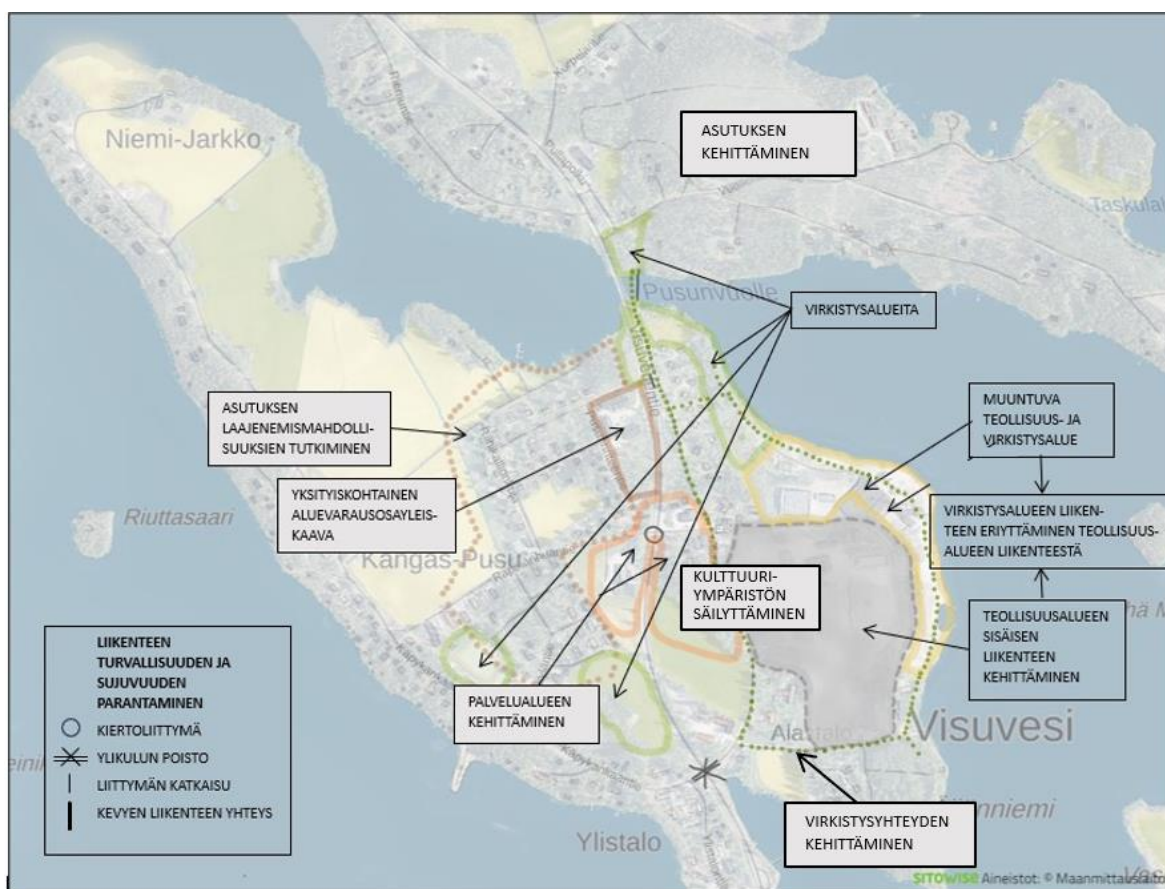 Niemi-Jarkko
ASUTUKSEN
KEHITTÄMINEN
Pusunvuolle
VIRKISTYSALUEITA
Visuvedentie
ASUTUKSEN
LAAJENEMISMAHDOLLI-
SUUKSIEN TUTKIMINEN
MUUNTUVA
TEOLLISUUS- JA
VIRKISTYSALUE
YKSITYISKOHTAINEN
ALUEVARAUSOSAYLEIS-
KAAVA
VIRKISTYSALUEEN LIIKEN-
TEEN ERIYTTÄMINEN TEOLLISUUS-
ALUEEN LIIKENTEESTÄ
Riuttasaari
Kangas-Pusu
KULTTUURI-
YMPÄRISTÖN
SÄILYTTÄMINEN
TEOLLISUUSALUEEN
SISÄISEN
LIIKENTEEN
KEHITTÄMINEN
PALVELUALUEEN
KEHITTÄMINEN
Visuvesi
LIIKENTEEN
TURVALLISUUDEN JA
SUJUVUUDEN
PARANTAMINEN
KIERTOLIITTYMÄ
YLIKULUN POISTO
LIITTYMÄN KATKAISU
KEVYEN LIIKENTEEN YHTEYS
VIRKISTYSYHTEYDEN
KEHITTÄMINEN
Ylistalo
SITOWISE Aineistot: © Maanmittauslaito